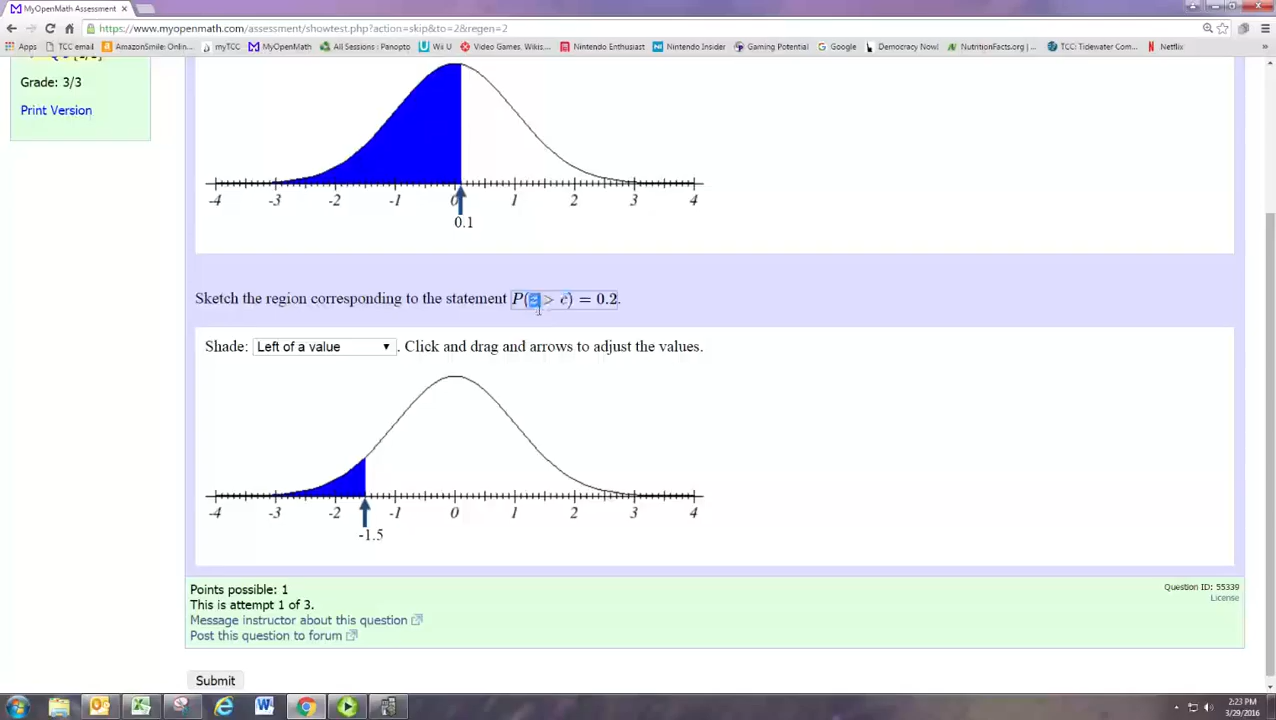 MyOpenMath Assessment
https://www.myopenmath.com/assessment/showtest.php?action=skip&to=2&regen=2
Apps TCC email AmazonSmile: Onlin... myTCC MyOpenMath All Sessions : Panopto Wii U Video Games, Wikis... Nintendo Enthusiast Nintendo Insider Gaming Potential Google Democracy Now! NutritionFacts.org | ... TCC: Tidewater Com... Netflix
Grade: 3/3
Print Version
-4 -3 -2 -1 0 1 2 3 4
0.1
Sketch the region corresponding to the statement P(z > c) = 0.2.
Shade: Left of a value . Click and drag and arrows to adjust the values.
-4 -3 -2 -1 0 1 2 3 4
-1.5
Points possible: 1
Question ID: 55339
This is attempt 1 of 3.
License
Message instructor about this question
Post this question to forum
Submit
2:23 PM
3/29/2016